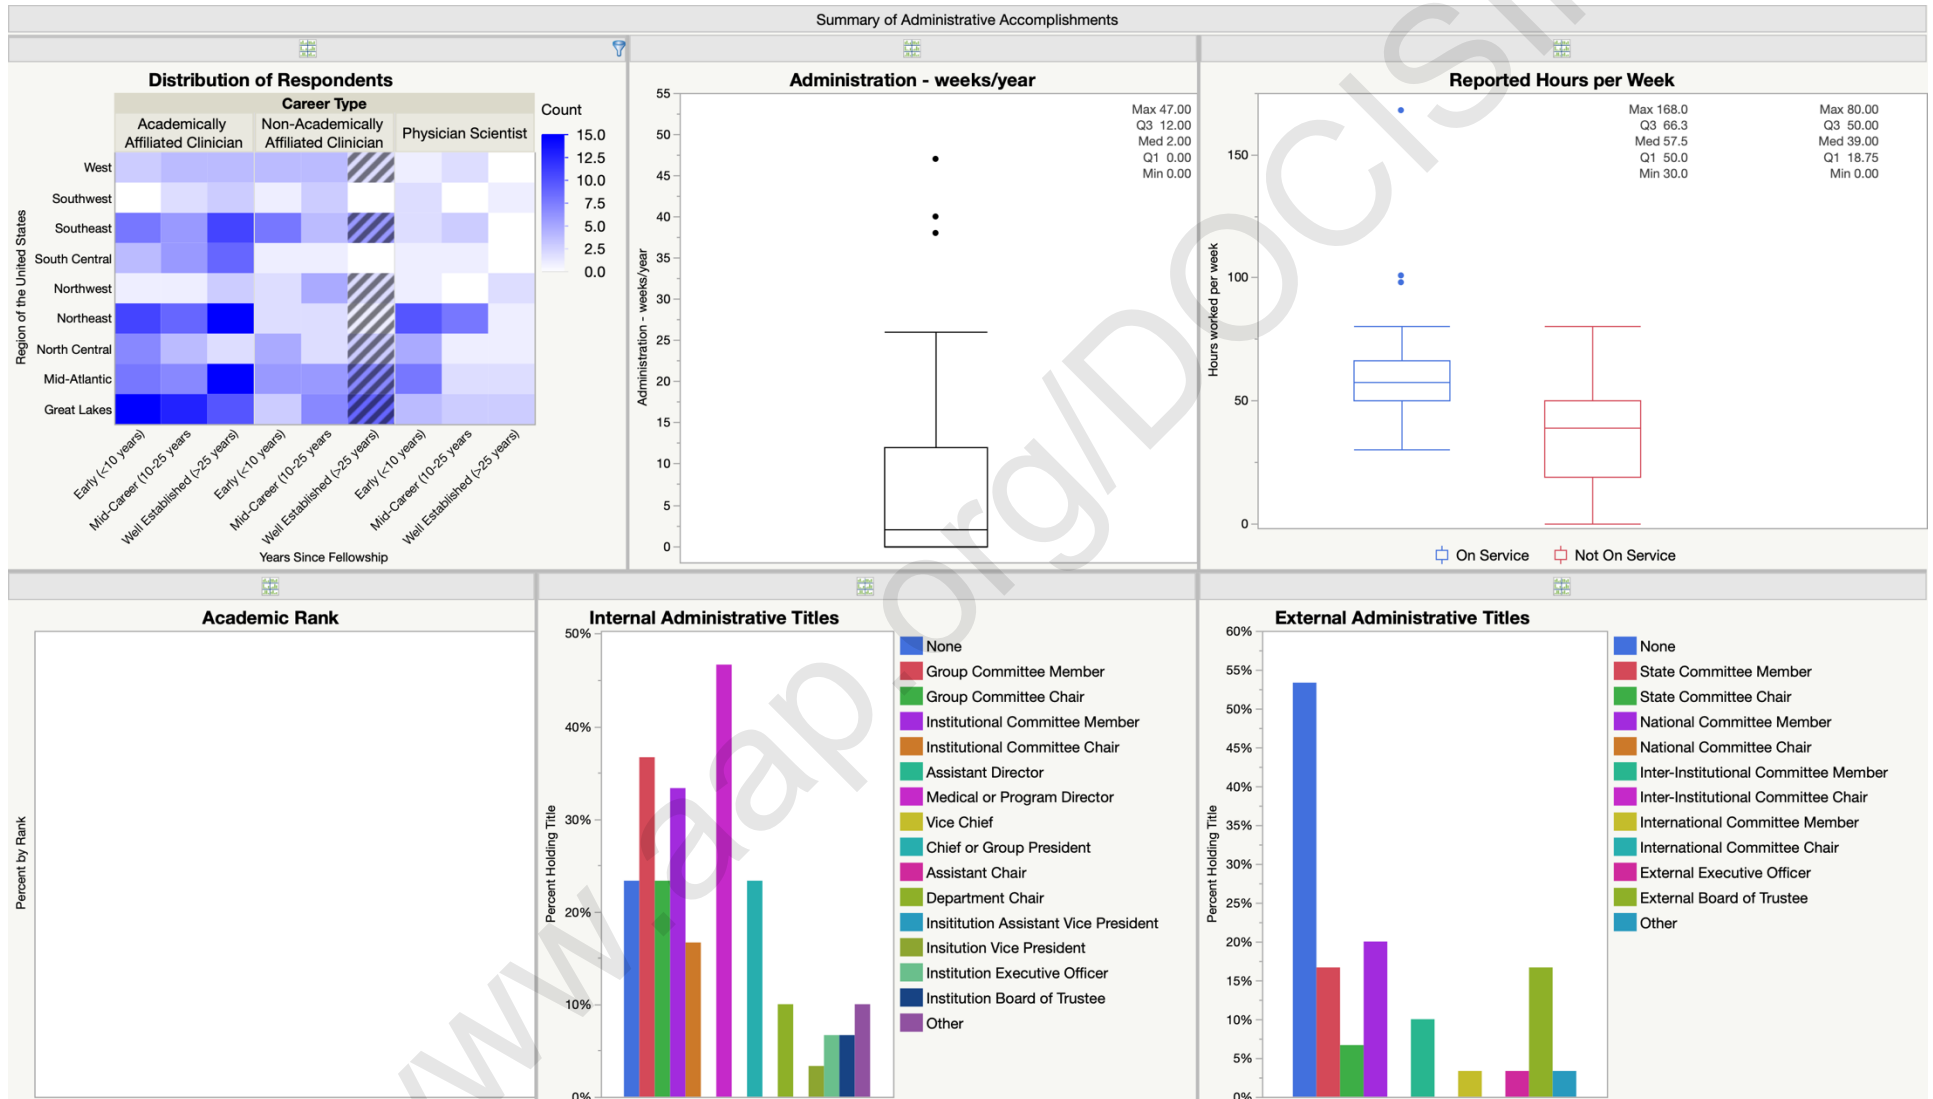 Summary of Administrative Accomplishments
Distribution of Respondents
Career Type
Academically
Affiliated Clinician
Non-Academically
Affiliated Clinician
Physician Scientist
Count
15.0
12.5
10.0
7.5
5.0
2.5
0.0
Region of the United States
West
Southwest
Southeast
South Central
Northwest
Northeast
North Central
Mid-Atlantic
Great Lakes
Early (<10 years)
Mid-Career (10-25 years
Well Established (>25 years)
Early (<10 years)
Mid-Career (10-25 years
Well Established (>25 years)
Early (<10 years)
Mid-Career (10-25 years
Well Established (>25 years)
Years Since Fellowship
Administration - weeks/year
Administration - weeks/year
55
50
45
40
35
30
25
20
15
10
5
0
Max 47.00
Q3 12.00
Med 2.00
Q1 0.00
Min 0.00
Reported Hours per Week
Hours worked per week
150
100
50
0
Max 168.0
Q3 66.3
Med 57.5
Q1 50.0
Min 30.0
Max 80.00
Q3 50.00
Med 39.00
Q1 18.75
Min 0.00
On Service
Not On Service
Academic Rank
Percent by Rank
Internal Administrative Titles
Percent Holding Title
50%
40%
30%
20%
10%
0%
None
Group Committee Member
Group Committee Chair
Institutional Committee Member
Institutional Committee Chair
Assistant Director
Medical or Program Director
Vice Chief
Chief or Group President
Assistant Chair
Department Chair
Insititution Assistant Vice President
Insitution Vice President
Institution Executive Officer
Institution Board of Trustee
Other
External Administrative Titles
Percent Holding Title
60%
55%
50%
45%
40%
35%
30%
25%
20%
15%
10%
5%
0%
None
State Committee Member
State Committee Chair
National Committee Member
National Committee Chair
Inter-Institutional Committee Member
Inter-Institutional Committee Chair
International Committee Member
International Committee Chair
External Executive Officer
External Board of Trustee
Other
www.aap.org/DOCISI